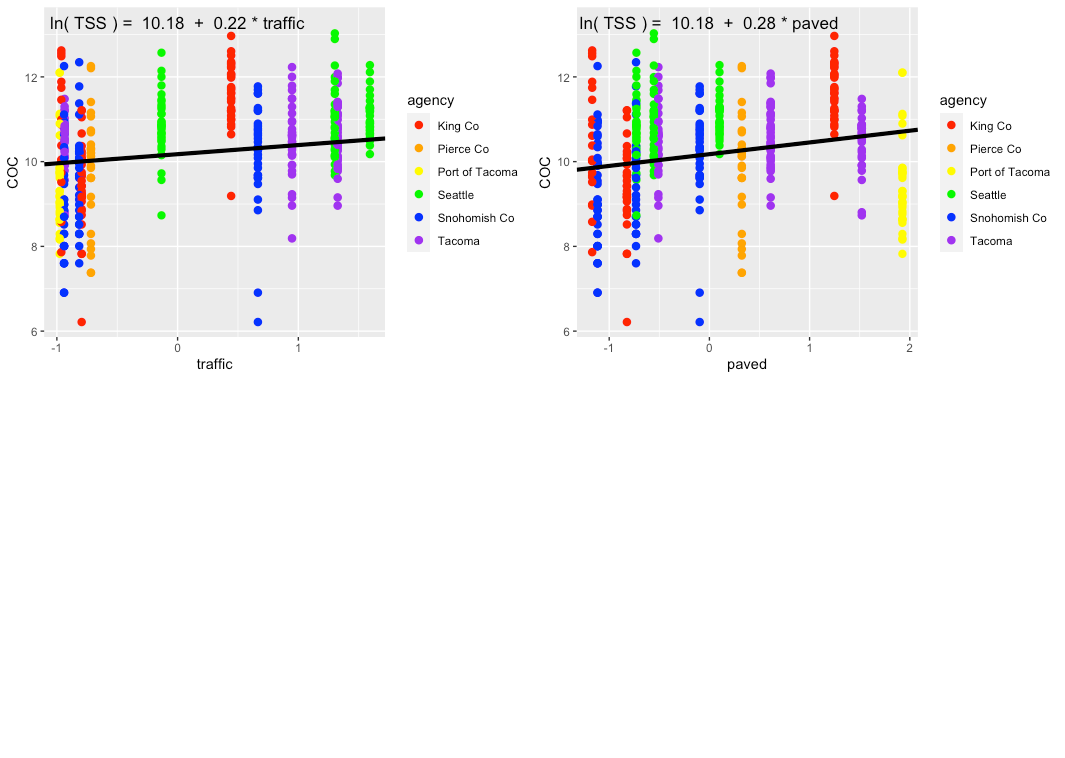 ln( TSS ) = 10.18 + 0.22 * traffic
COC
12
10
8
6
-1
0
1
traffic
agency
King Co
Pierce Co
Port of Tacoma
Seattle
Snohomish Co
Tacoma
ln( TSS ) = 10.18 + 0.28 * paved
COC
12
10
8
6
-1
0
1
2
paved
agency
King Co
Pierce Co
Port of Tacoma
Seattle
Snohomish Co
Tacoma